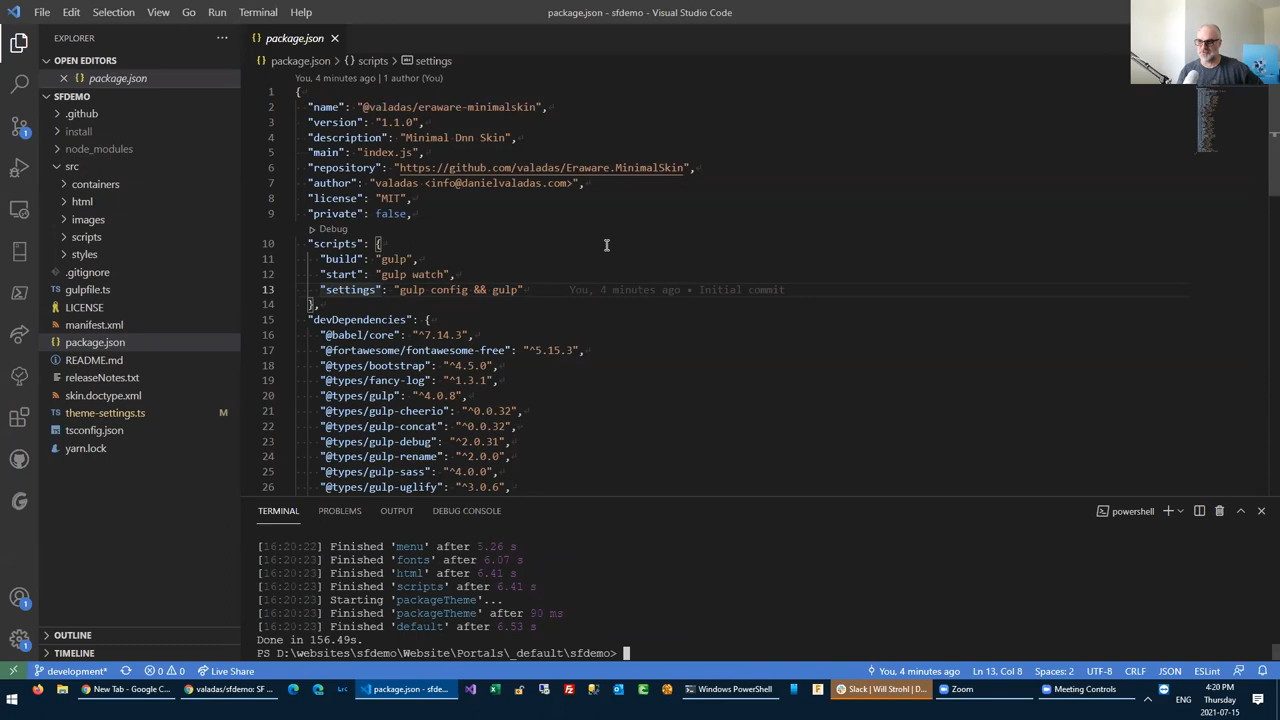 File Edit Selection View Go Run Terminal Help
package.json - sfdemo - Visual Studio Code
EXPLORER
OPEN EDITORS
package.json
SFDEMO
.github
install
node_modules
src
containers
html
images
scripts
styles
.gitignore
gulpfile.ts
LICENSE
manifest.xml
package.json
README.md
releaseNotes.txt
skin.doctype.xml
theme-settings.ts M
tsconfig.json
yarn.lock
OUTLINE
TIMELINE
package.json
package.json > scripts > settings
You, 4 minutes ago | 1 author (You)
1 {
2 "name": "@valadas/eraware-minimalskin",
3 "version": "1.1.0",
4 "description": "Minimal Dnn Skin",
5 "main": "index.js",
6 "repository": "https://github.com/valadas/Eraware.MinimalSkin",
7 "author": "valadas <info@danielvaladas.com>",
8 "license": "MIT",
9 "private": false,
Debug
10 "scripts": {
11 "build": "gulp",
12 "start": "gulp watch",
13 "settings": "gulp config && gulp" You, 4 minutes ago • Initial commit
14 },
15 "devDependencies": {
16 "@babel/core": "^7.14.3",
17 "@fortawesome/fontawesome-free": "^5.15.3",
18 "@types/bootstrap": "^4.5.0",
19 "@types/fancy-log": "^1.3.1",
20 "@types/gulp": "^4.0.8",
21 "@types/gulp-cheerio": "^0.0.32",
22 "@types/gulp-concat": "^0.0.32",
23 "@types/gulp-debug": "^2.0.31",
24 "@types/gulp-rename": "^2.0.0",
25 "@types/gulp-sass": "^4.0.0",
26 "@types/gulp-uglify": "^3.0.6",
TERMINAL PROBLEMS OUTPUT DEBUG CONSOLE
powershell
[16:20:22] Finished 'menu' after 5.26 s
[16:20:23] Finished 'fonts' after 6.07 s
[16:20:23] Finished 'html' after 6.41 s
[16:20:23] Finished 'scripts' after 6.41 s
[16:20:23] Starting 'packageTheme'...
[16:20:23] Finished 'packageTheme' after 90 ms
[16:20:23] Finished 'default' after 6.53 s
Done in 156.49s.
PS D:\websites\sfdemo\Website\Portals\_default\sfdemo>
development* 0 0 Live Share
You, 4 minutes ago Ln 13, Col 8 Spaces: 2 UTF-8 CRLF JSON ESLint
New Tab - Google C...
valadas/sfdemo: SF ...
package.json - sfde...
Windows PowerShell
Slack | Will Strohl | D...
Zoom
Meeting Controls
ENG
4:20 PM
Thursday
2021-07-15